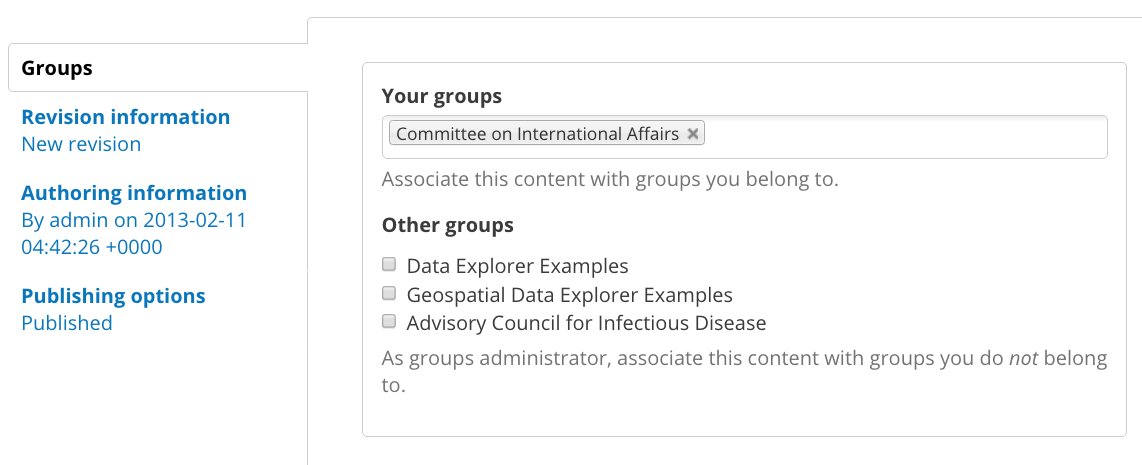 Groups
Revision information
New revision
Authoring information
By admin on 2013-02-11
04:42:26 +0000
Publishing options
Published
Your groups
Committee on International Affairs ×
Associate this content with groups you belong to.
Other groups
Data Explorer Examples
Geospatial Data Explorer Examples
Advisory Council for Infectious Disease
As groups administrator, associate this content with groups you do not belong
to.